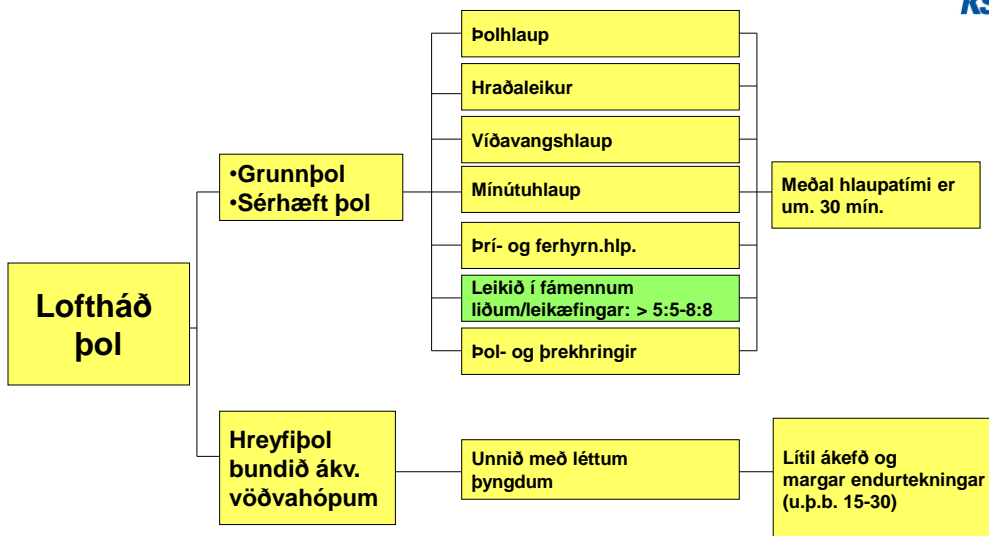 Þolhlaup
Hraðaleikur
Víðavangshlaup
•Grunnþol
•Sérhæft þol
Mínútuhlaup
Meðal hlaupatími er
um. 30 mín.
Þrí- og ferhyrn.hlp.
Loftháð
þol
Leikið í fámennum
liðum/leikæfingar: > 5:5-8:8
Þol- og þrekhringir
Hreyfiþol
bundið ákv.
vöðvahópum
Unnið með léttum
þyngdum
Lítil ákefð og
margar endurtekningar
(u.þ.b. 15-30)